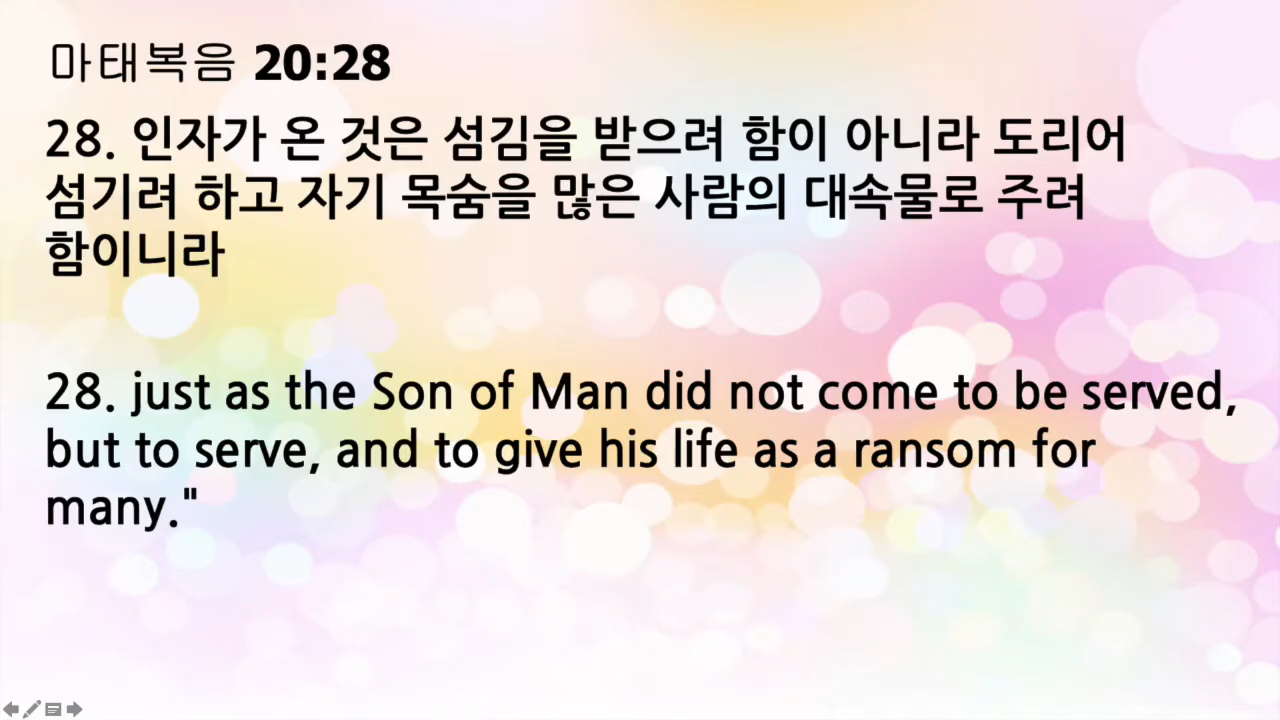 마태복음 20:28
28. 인자가 온 것은 섬김을 받으려 함이 아니라 도리어
섬기려 하고 자기 목숨을 많은 사람의 대속물로 주려
함이니라
28. just as the Son of Man did not come to be served,
but to serve, and to give his life as a ransom for
many."